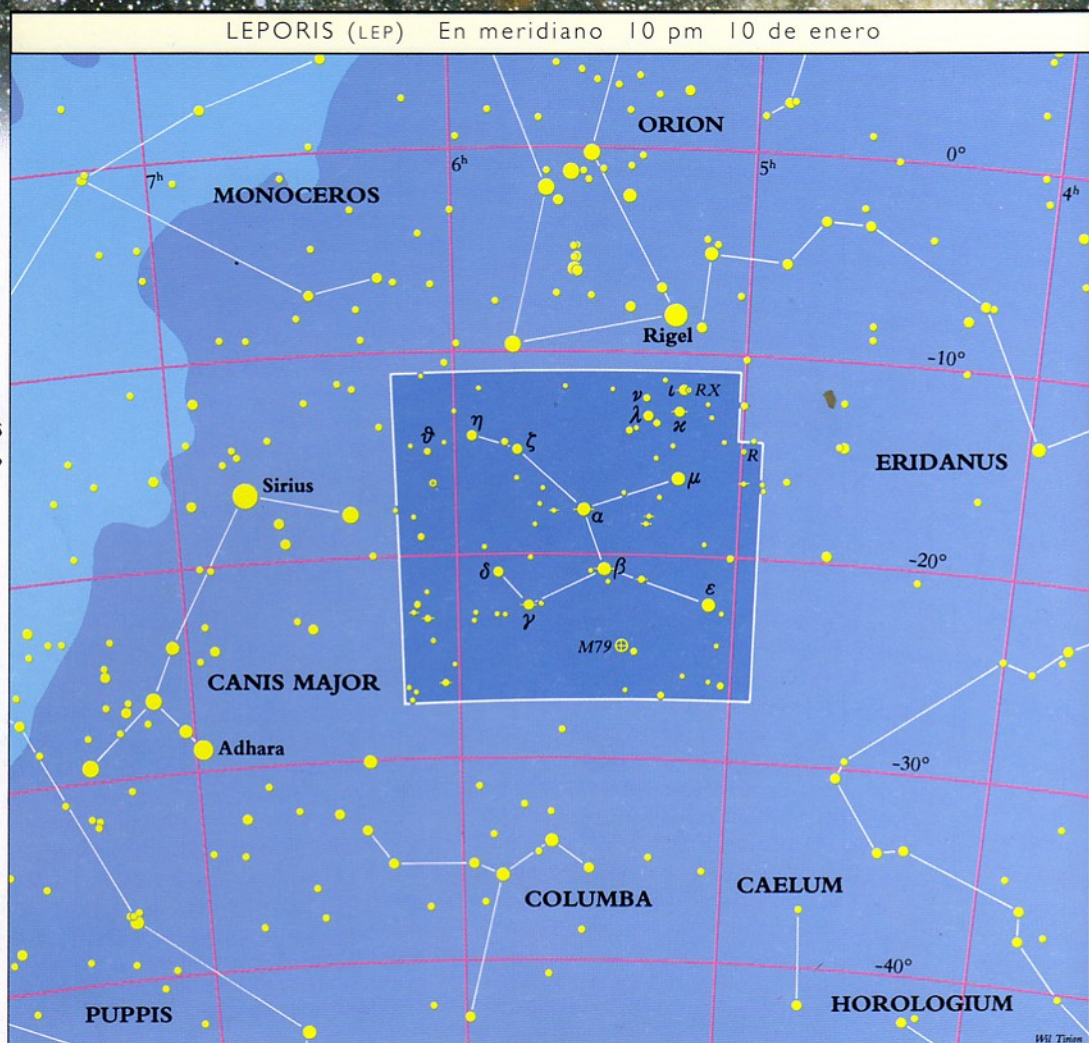 LEPORIS (LEP) En meridiano 10 pm 10 de enero
ORION
0°
6ʰ
5ʰ
7ʰ
4ʰ
MONOCEROS
Rigel
-10°
ν
ι RX
λ
ϰ
η
ϑ
ζ
R
ERIDANUS
μ
Sirius
α
-20°
β
δ
ε
γ
M79
CANIS MAJOR
Adhara
-30°
CAELUM
COLUMBA
-40°
HOROLOGIUM
PUPPIS
Wil Tirion